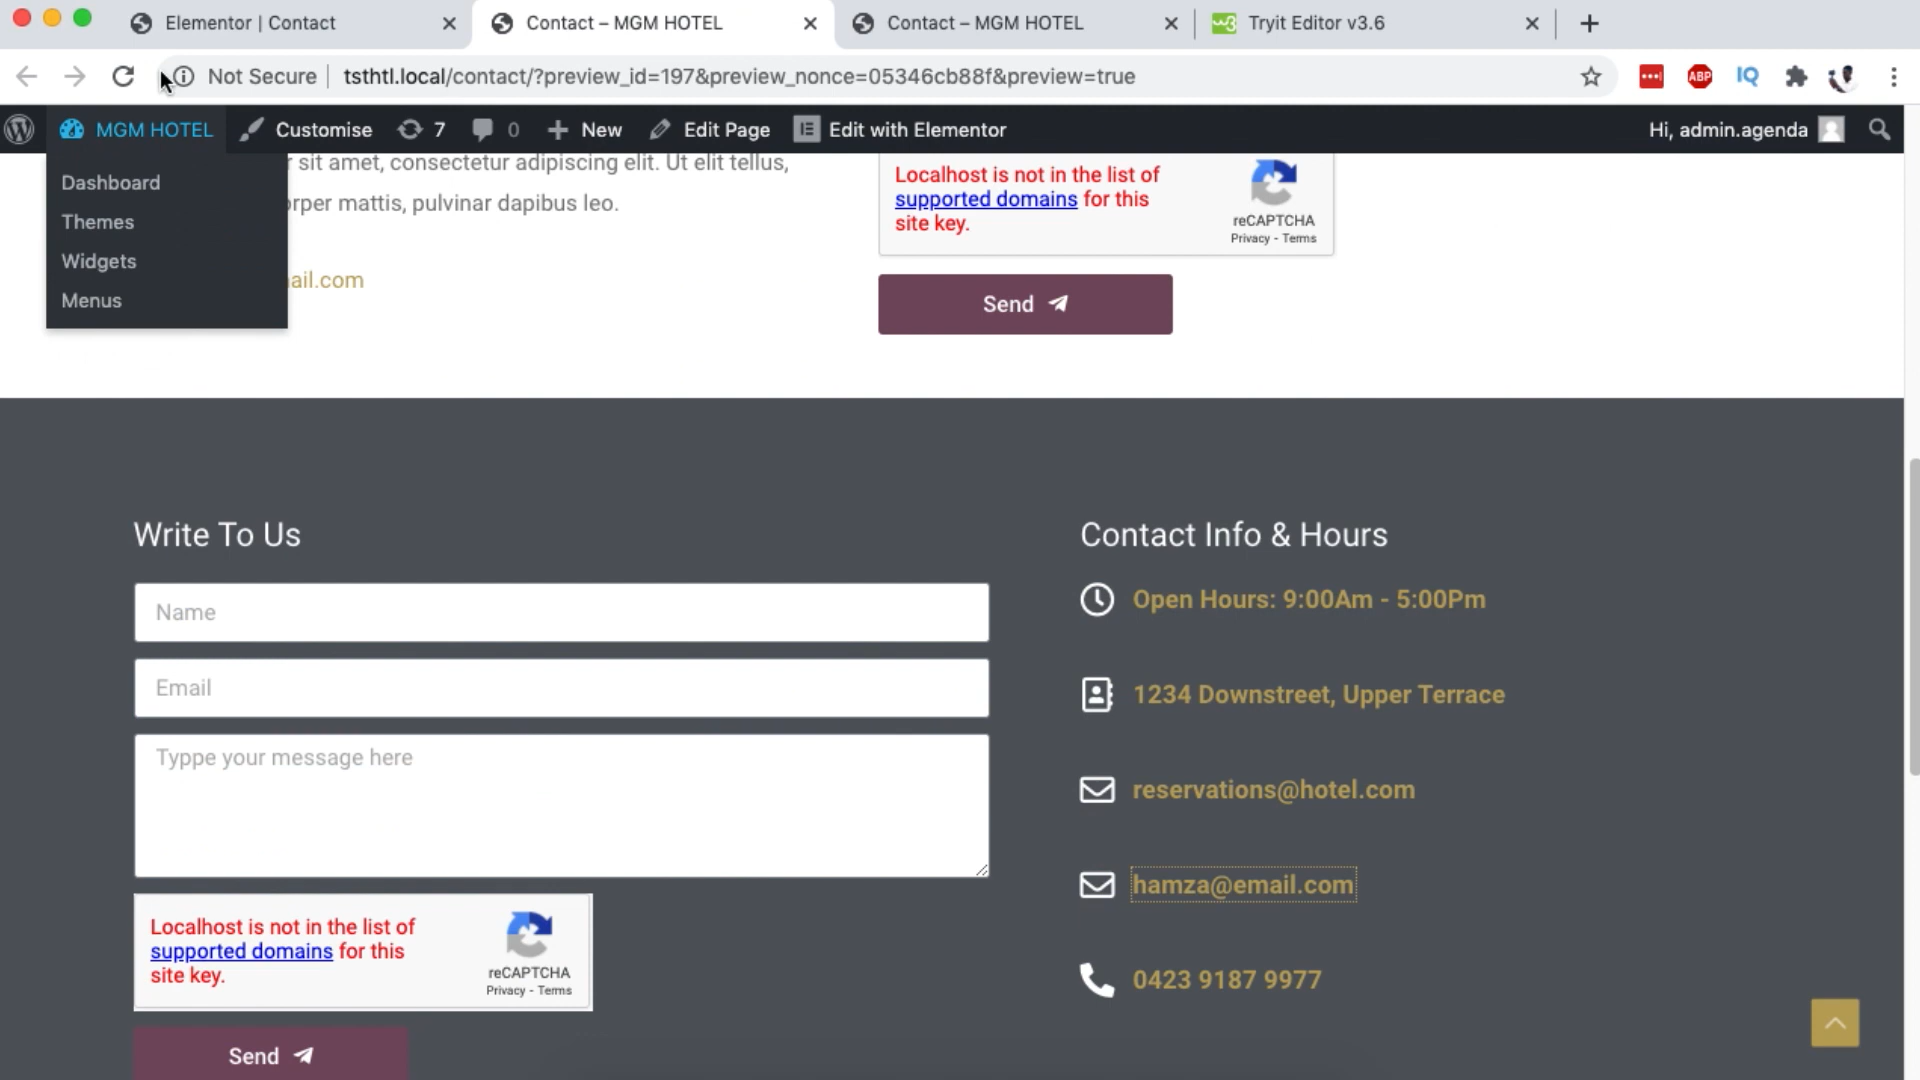 Elementor | Contact
Contact – MGM HOTEL
Contact – MGM HOTEL
Tryit Editor v3.6
Not Secure
tsthtl.local/contact/?preview_id=197&preview_nonce=05346cb88f&preview=true
ABP
IQ
MGM HOTEL
Customise
7
0
New
Edit Page
Edit with Elementor
Hi, admin.agenda
Dashboard
Themes
Widgets
Menus
sit amet, consectetur adipiscing elit. Ut elit tellus,
mattis, pulvinar dapibus leo.
ail.com
Localhost is not in the list of
supported domains for this
site key.
reCAPTCHA
Privacy - Terms
Send
Write To Us
Name
Email
Typpe your message here
Localhost is not in the list of
supported domains for this
site key.
reCAPTCHA
Privacy - Terms
Send
Contact Info & Hours
Open Hours: 9:00Am - 5:00Pm
1234 Downstreet, Upper Terrace
reservations@hotel.com
hamza@email.com
0423 9187 9977